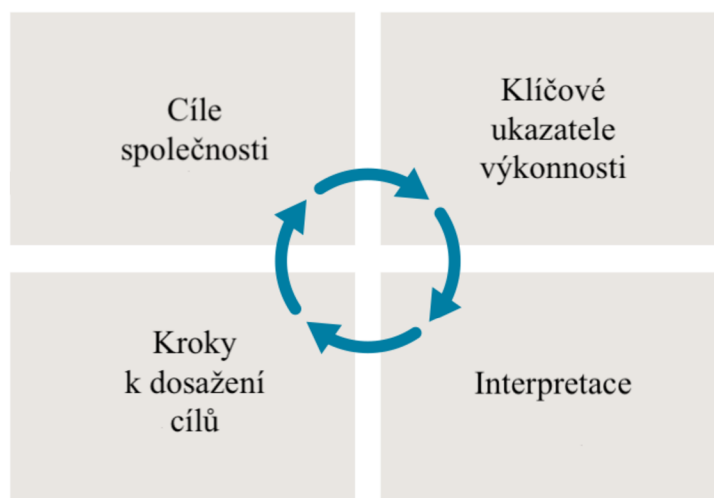 Cíle
společnosti
Klíčové
ukazatele
výkonnosti
Kroky
k dosažení
cílů
Interpretace